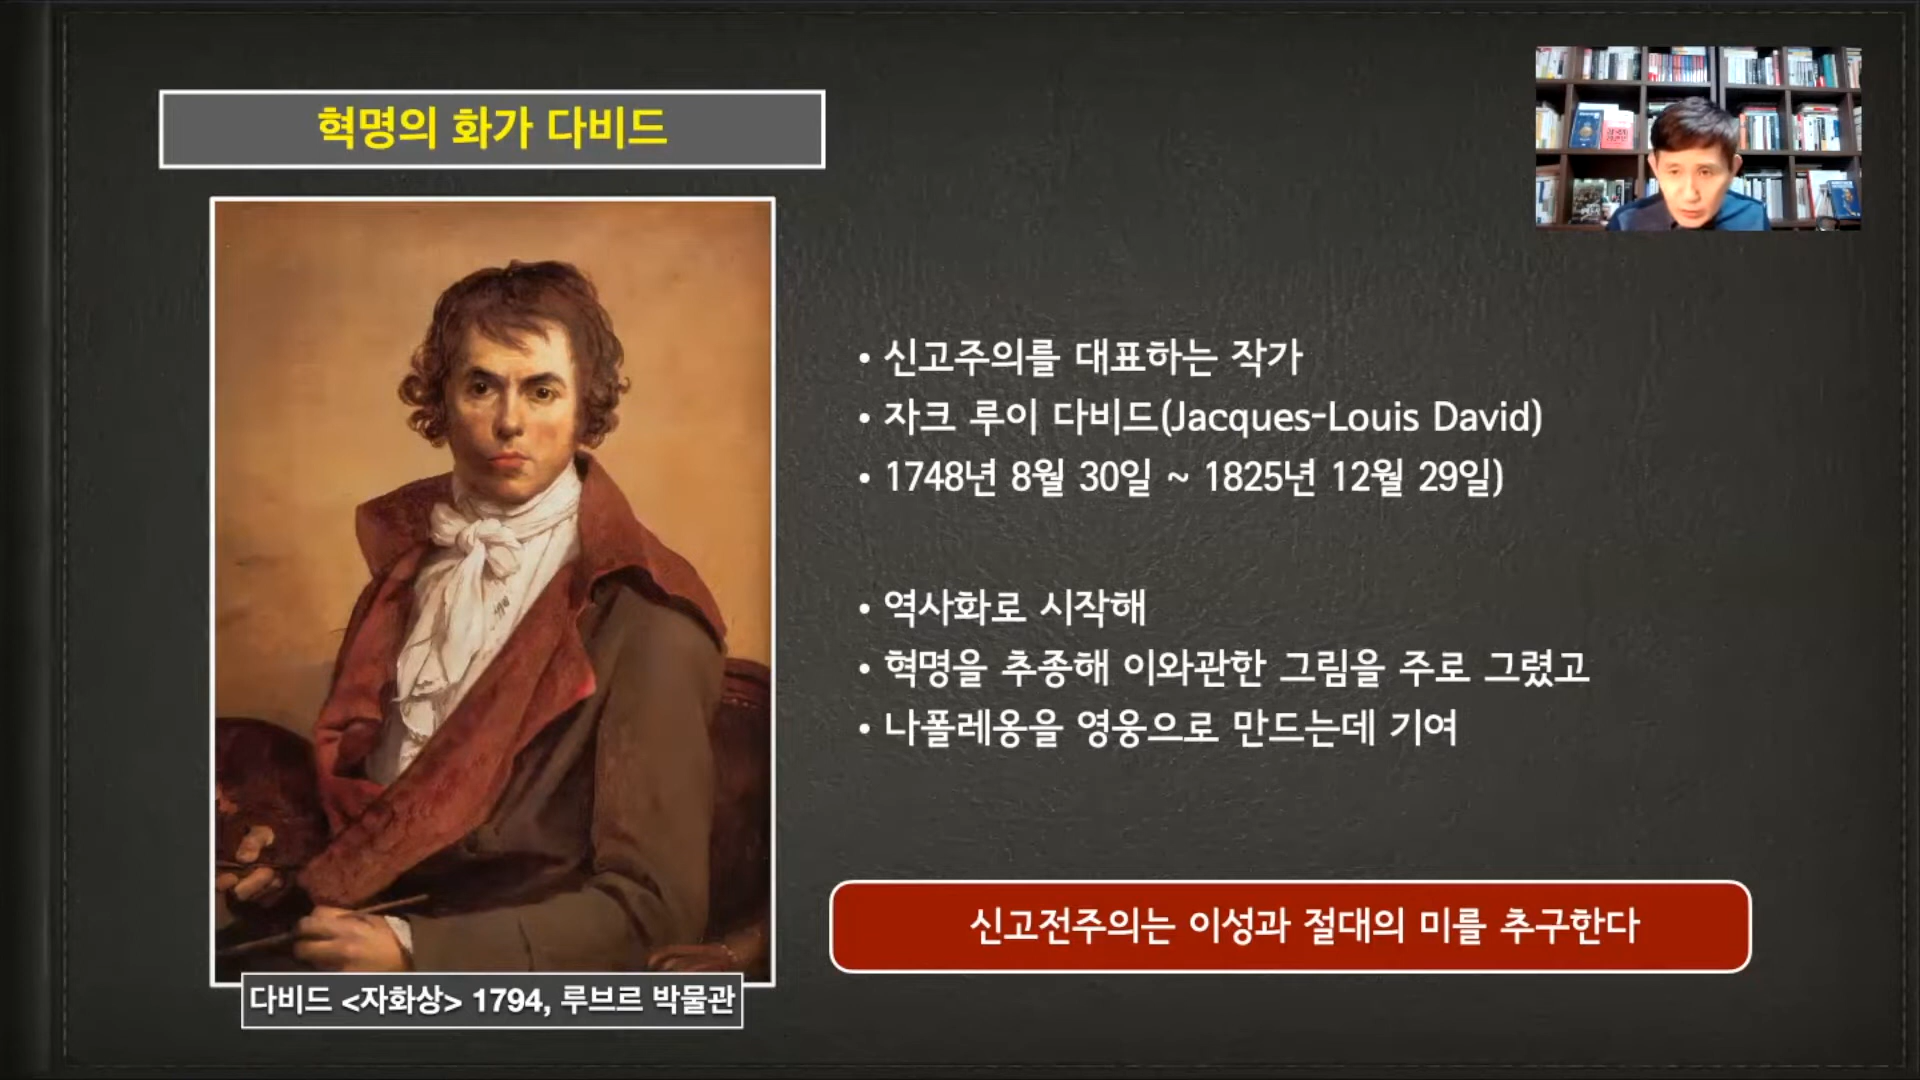 혁명의 화가 다비드
• 신고주의를 대표하는 작가
• 자크 루이 다비드(Jacques-Louis David)
• 1748년 8월 30일 ~ 1825년 12월 29일)
• 역사화로 시작해
• 혁명을 추종해 이와관한 그림을 주로 그렸고
• 나폴레옹을 영웅으로 만드는데 기여
신고전주의는 이성과 절대의 미를 추구한다
다비드 <자화상> 1794, 루브르 박물관